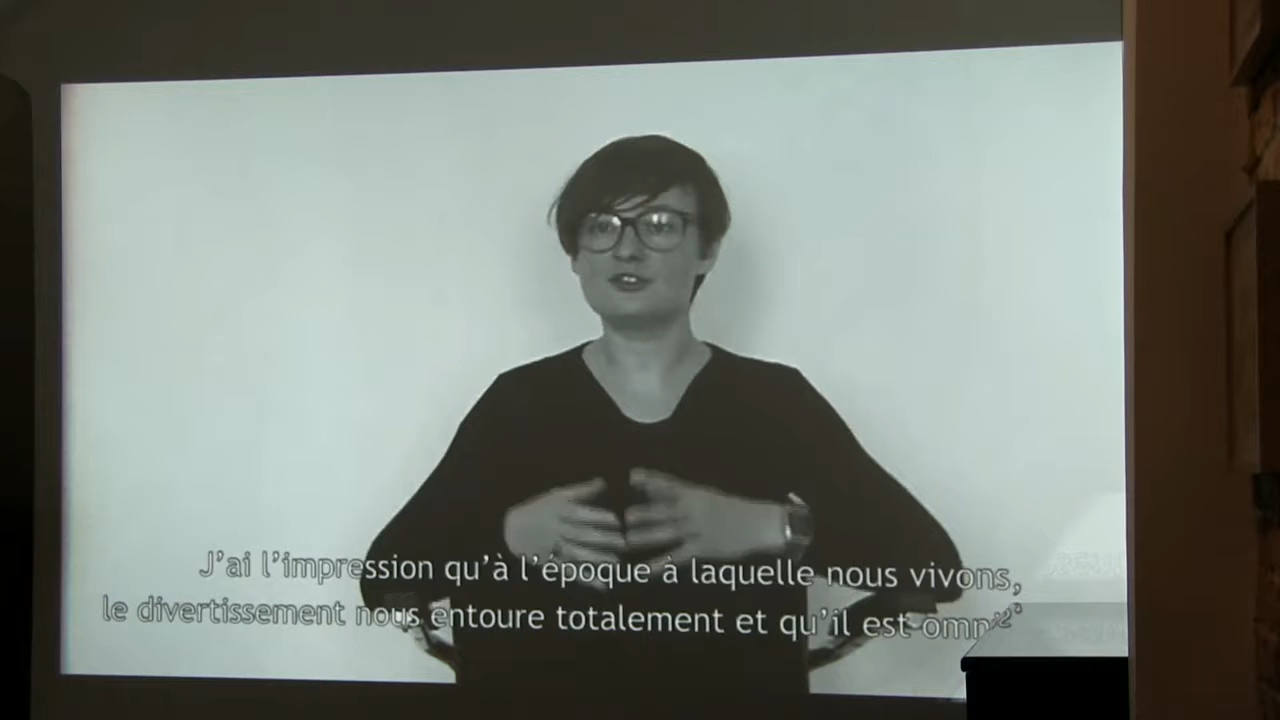 J'ai l'impression qu'à l'époque à laquelle nous vivons,
le divertissement nous entoure totalement et qu'il est